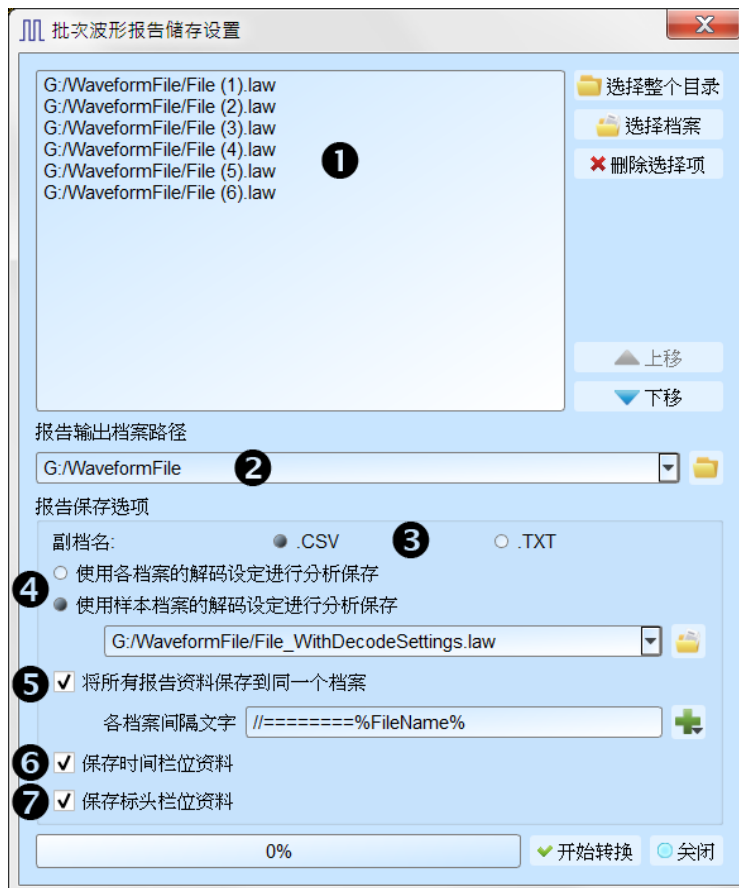 批次波形报告储存设置
G:/WaveformFile/File (1).law
G:/WaveformFile/File (2).law
G:/WaveformFile/File (3).law
G:/WaveformFile/File (4).law
G:/WaveformFile/File (5).law
G:/WaveformFile/File (6).law
❶
选择整个目录
选择档案
删除选择项
上移
下移
报告输出档案路径
G:/WaveformFile ❷
报告保存选项
副档名: .CSV ❸ .TXT
❹ 使用各档案的解码设定进行分析保存
使用样本档案的解码设定进行分析保存
G:/WaveformFile/File_WithDecodeSettings.law
❺ 将所有报告资料保存到同一个档案
各档案间隔文字 //========%FileName%
❻ 保存时间栏位资料
❼ 保存标头栏位资料
0% 开始转换 关闭